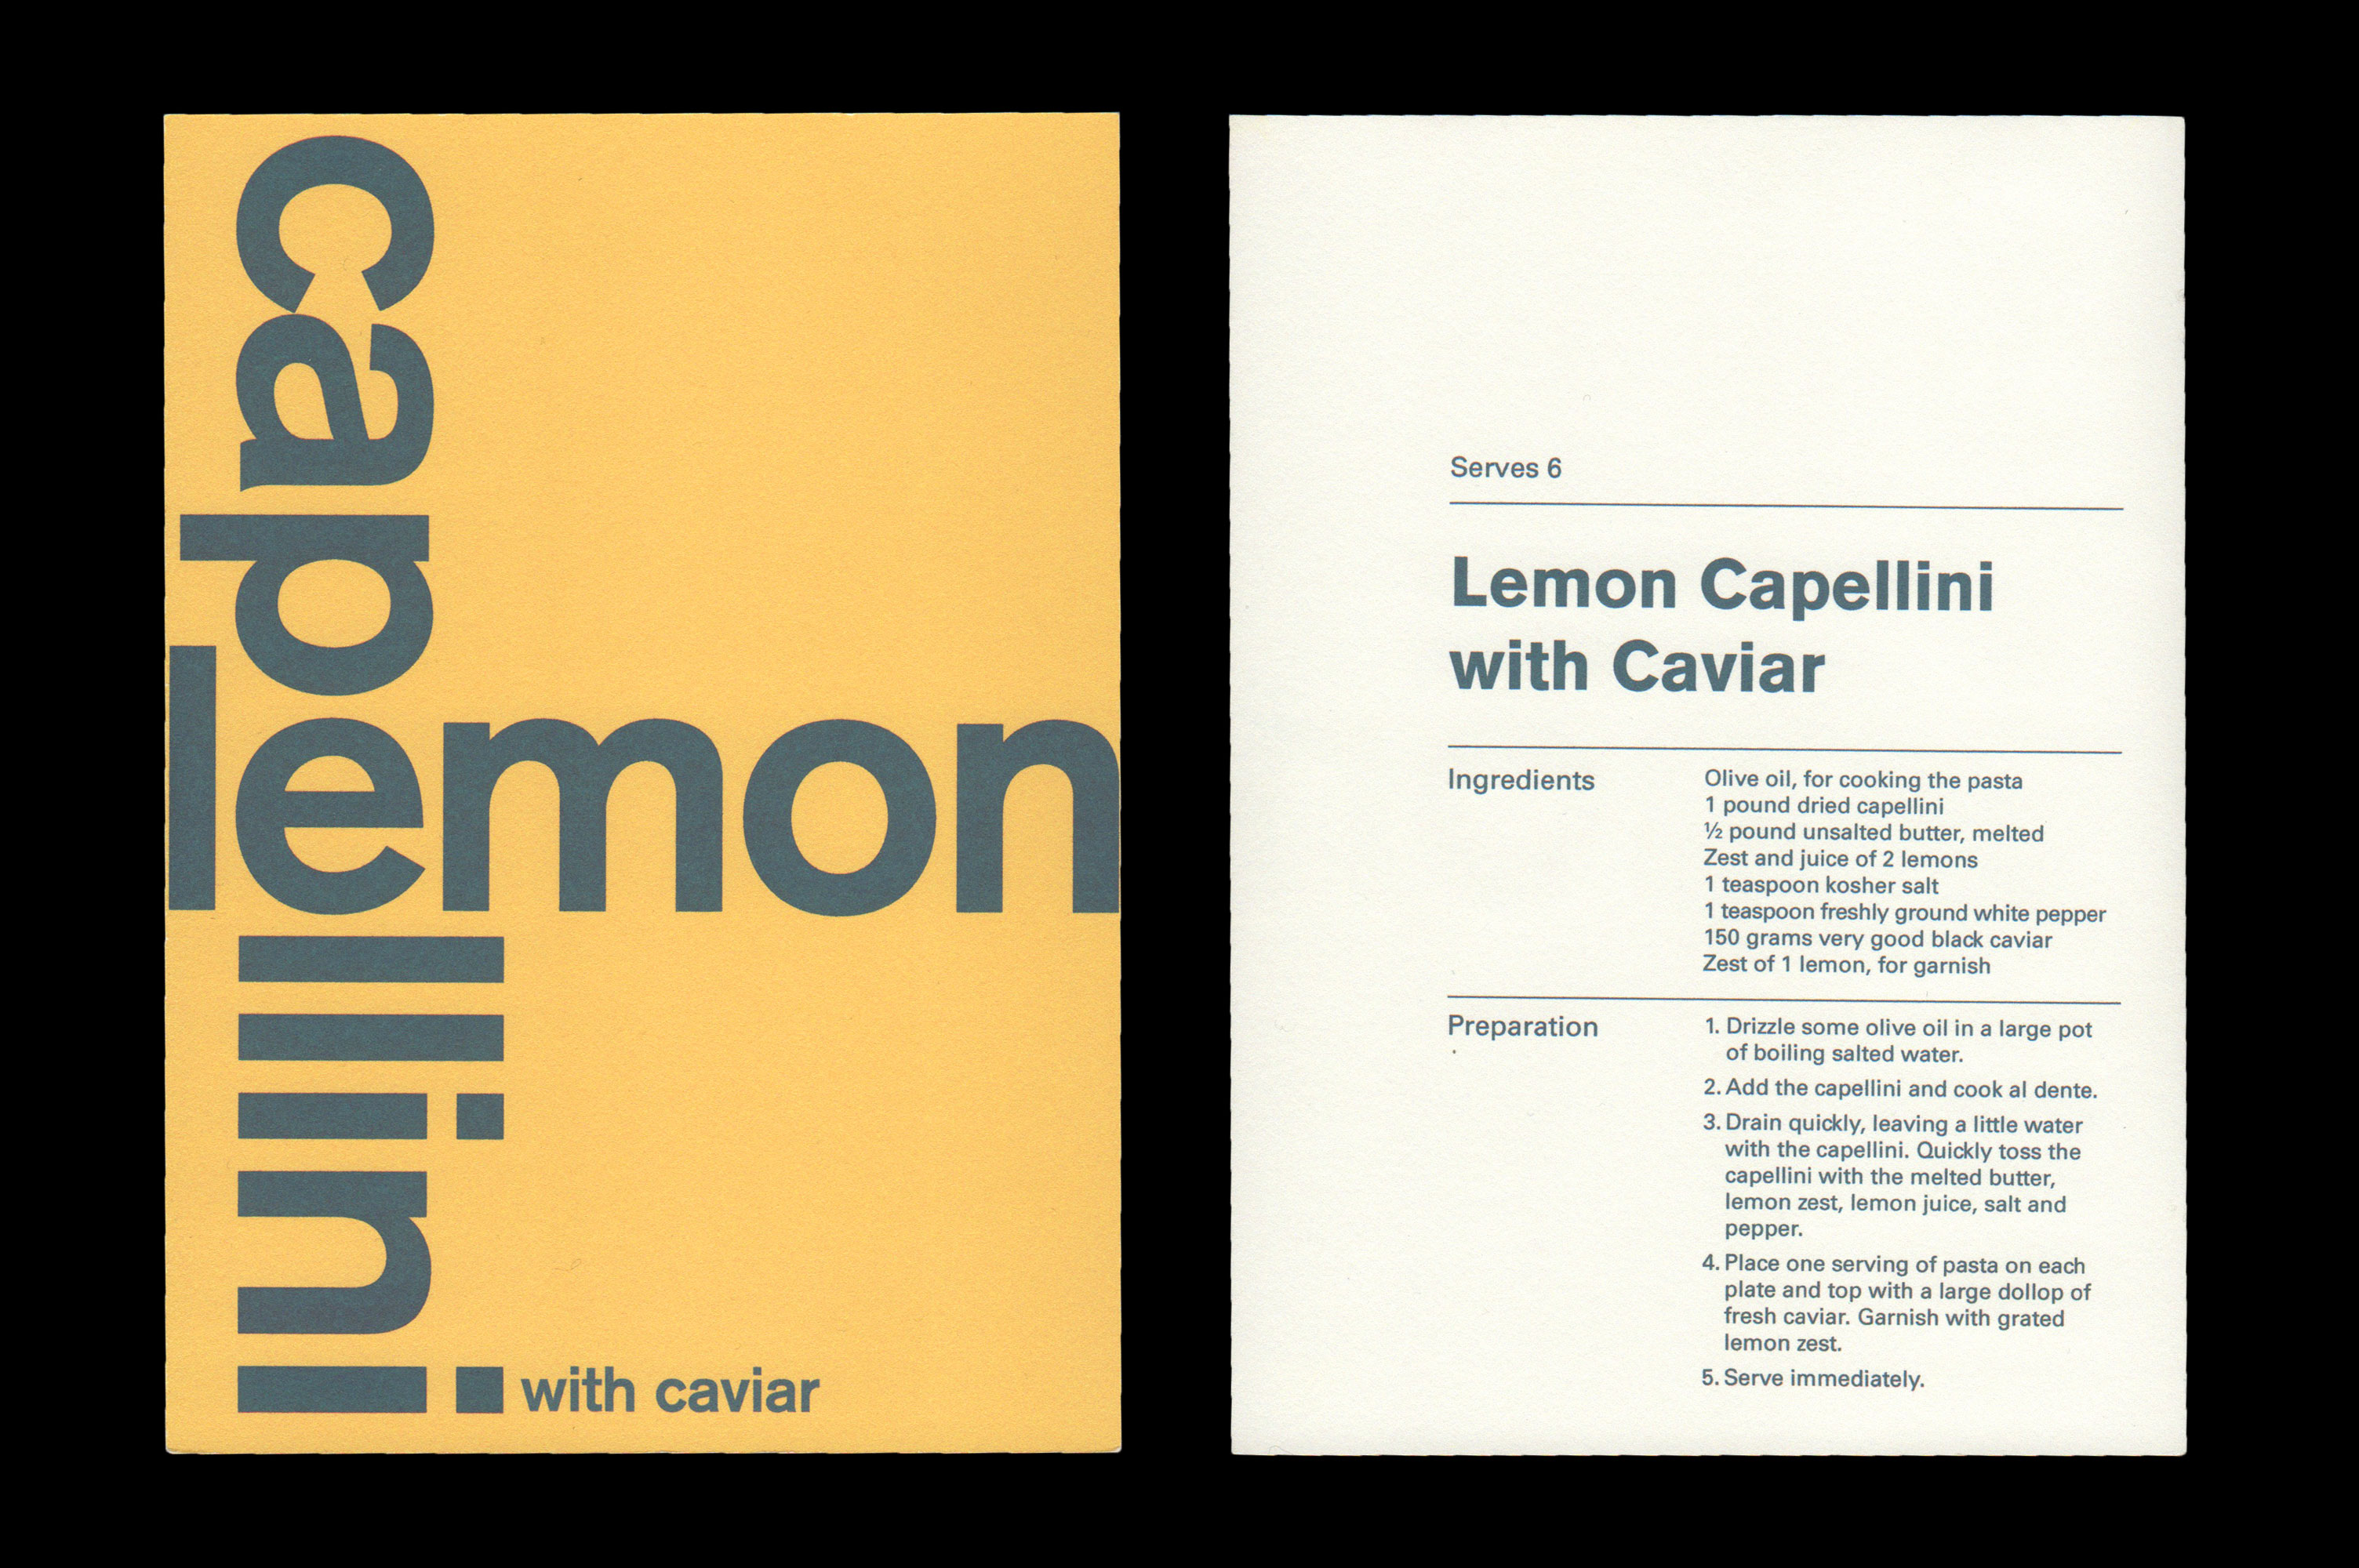 capellini
lemon
with caviar
Serves 6
Lemon Capellini
with Caviar
Ingredients
Olive oil, for cooking the pasta
1 pound dried capellini
½ pound unsalted butter, melted
Zest and juice of 2 lemons
1 teaspoon kosher salt
1 teaspoon freshly ground white pepper
150 grams very good black caviar
Zest of 1 lemon, for garnish
Preparation
1. Drizzle some olive oil in a large pot
of boiling salted water.
2. Add the capellini and cook al dente.
3. Drain quickly, leaving a little water
with the capellini. Quickly toss the
capellini with the melted butter,
lemon zest, lemon juice, salt and
pepper.
4. Place one serving of pasta on each
plate and top with a large dollop of
fresh caviar. Garnish with grated
lemon zest.
5. Serve immediately.